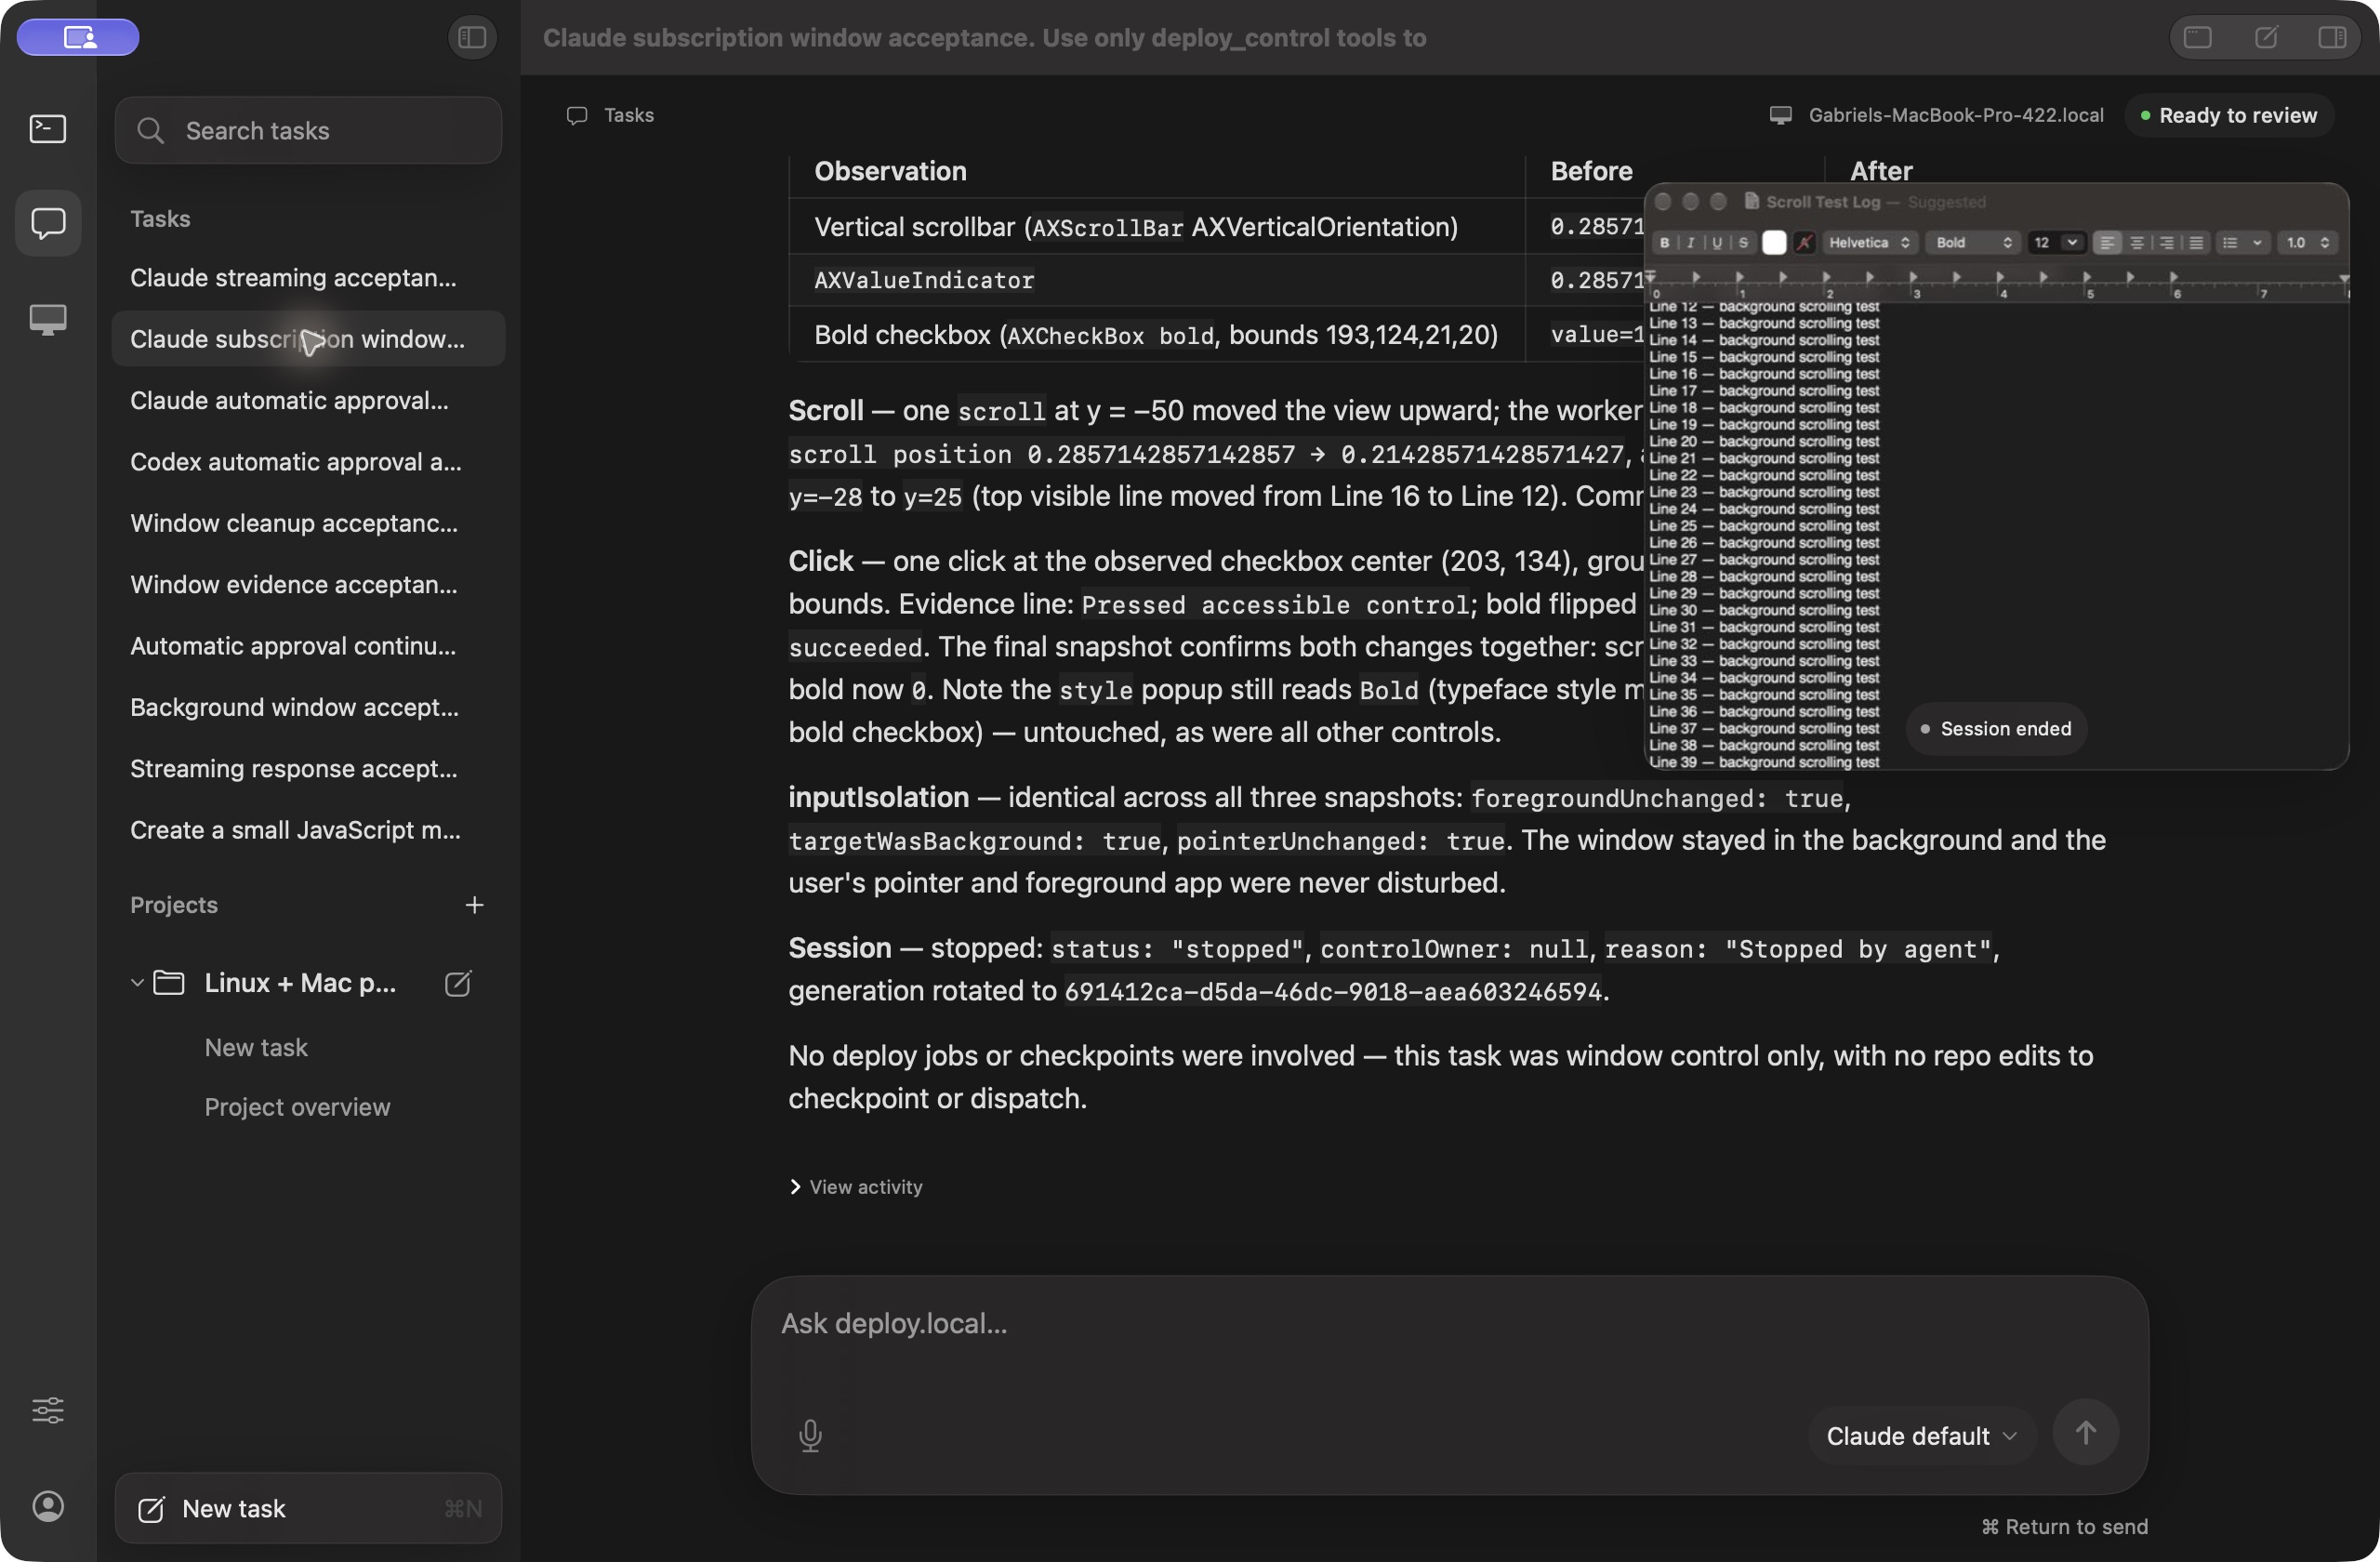 Claude subscription window acceptance. Use only deploy_control tools to
Search tasks
Tasks
Claude streaming acceptan...
Claude subscription window...
Claude automatic approval...
Codex automatic approval a...
Window cleanup acceptanc...
Window evidence acceptan...
Automatic approval continu...
Background window accept...
Streaming response accept...
Create a small JavaScript m...
Projects
Linux + Mac p...
New task
Project overview
New task ⌘N
Tasks
Gabriels-MacBook-Pro-422.local
Ready to review
Observation Before After
Vertical scrollbar (AXScrollBar AXVerticalOrientation) 0.28571
AXValueIndicator 0.28571
Bold checkbox (AXCheckBox bold, bounds 193,124,21,20) value=1
Scroll — one scroll at y = −50 moved the view upward; the worker
scroll position 0.2857142857142857 → 0.21428571428571427,
y=−28 to y=25 (top visible line moved from Line 16 to Line 12).
Click — one click at the observed checkbox center (203, 134),
bounds. Evidence line: Pressed accessible control; bold flipped
succeeded. The final snapshot confirms both changes together:
bold now 0. Note the style popup still reads Bold (typeface style
bold checkbox) — untouched, as were all other controls.
inputIsolation — identical across all three snapshots: foregroundUnchanged: true,
targetWasBackground: true, pointerUnchanged: true. The window stayed in the background and the
user's pointer and foreground app were never disturbed.
Session — stopped: status: "stopped", controlOwner: null, reason: "Stopped by agent",
generation rotated to 691412ca-d5da-46dc-9018-aea603246594.
No deploy jobs or checkpoints were involved — this task was window control only, with no repo edits to
checkpoint or dispatch.
View activity
Scroll Test Log — Suggested
B I U S Helvetica Bold 12 1.0
0 1 2 3 4 5 6 7
Line 12 — background scrolling test
Line 13 — background scrolling test
Line 14 — background scrolling test
Line 15 — background scrolling test
Line 16 — background scrolling test
Line 17 — background scrolling test
Line 18 — background scrolling test
Line 19 — background scrolling test
Line 20 — background scrolling test
Line 21 — background scrolling test
Line 22 — background scrolling test
Line 23 — background scrolling test
Line 24 — background scrolling test
Line 25 — background scrolling test
Line 26 — background scrolling test
Line 27 — background scrolling test
Line 28 — background scrolling test
Line 29 — background scrolling test
Line 30 — background scrolling test
Line 31 — background scrolling test
Line 32 — background scrolling test
Line 33 — background scrolling test
Line 34 — background scrolling test
Line 35 — background scrolling test
Line 36 — background scrolling test
Line 37 — background scrolling test
Line 38 — background scrolling test
Line 39 — background scrolling test
Session ended
Ask deploy.local...
Claude default
⌘ Return to send